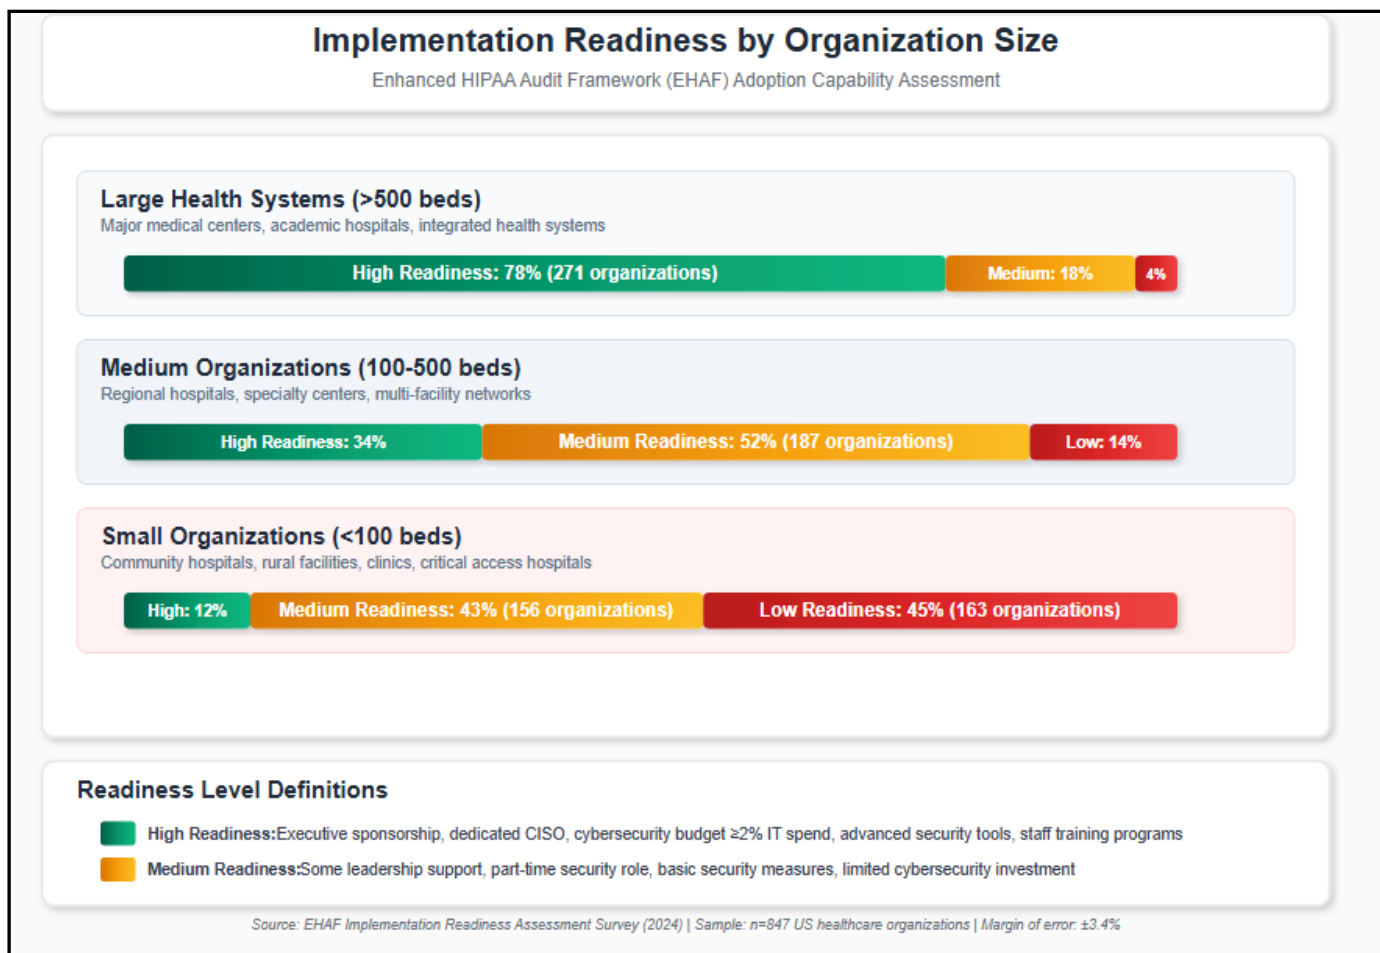 Implementation Readiness by Organization Size
Enhanced HIPAA Audit Framework (EHAF) Adoption Capability Assessment
Large Health Systems (>500 beds)
Major medical centers, academic hospitals, integrated health systems
High Readiness: 78% (271 organizations) Medium: 18% 4%
Medium Organizations (100-500 beds)
Regional hospitals, specialty centers, multi-facility networks
High Readiness: 34% Medium Readiness: 52% (187 organizations) Low: 14%
Small Organizations (<100 beds)
Community hospitals, rural facilities, clinics, critical access hospitals
High: 12% Medium Readiness: 43% (156 organizations) Low Readiness: 45% (163 organizations)
Readiness Level Definitions
High Readiness:Executive sponsorship, dedicated CISO, cybersecurity budget ≥2% IT spend, advanced security tools, staff training programs
Medium Readiness:Some leadership support, part-time security role, basic security measures, limited cybersecurity investment
Source: EHAF Implementation Readiness Assessment Survey (2024) | Sample: n=847 US healthcare organizations | Margin of error: ±3.4%